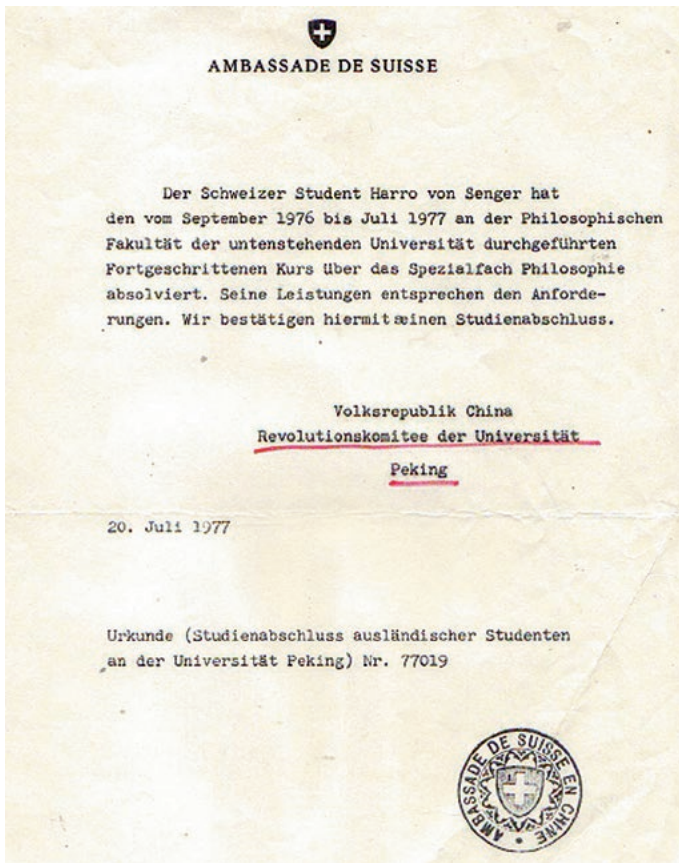 AMBASSADE DE SUISSE
Der Schweizer Student Harro von Senger hat
den vom September 1976 bis Juli 1977 an der Philosophischen
Fakultät der untenstehenden Universität durchgeführten
Fortgeschrittenen Kurs über das Spezialfach Philosophie
absolviert. Seine Leistungen entsprechen den Anforde-
rungen. Wir bestätigen hiermit seinen Studienabschluss.
Volksrepublik China
Revolutionskomitee der Universität
Peking
20. Juli 1977
Urkunde (Studienabschluss ausländischer Studenten
an der Universität Peking) Nr. 77019
AMBASSADE DE SUISSE EN CHINE